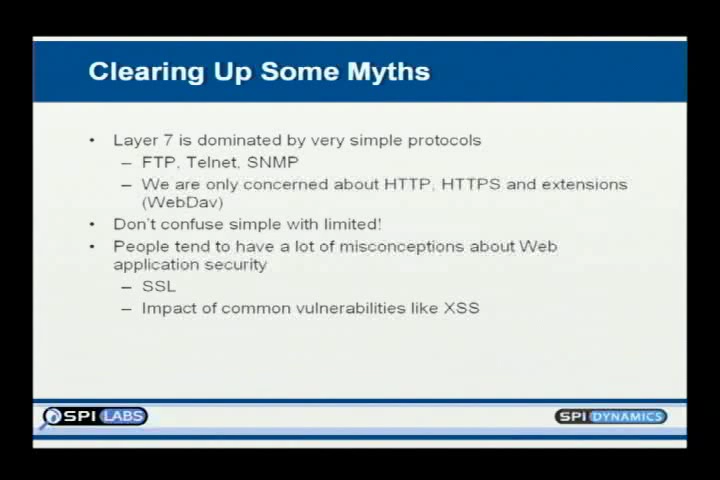 Clearing Up Some Myths
• Layer 7 is dominated by very simple protocols
– FTP, Telnet, SNMP
– We are only concerned about HTTP, HTTPS and extensions
(WebDav)
• Don't confuse simple with limited!
• People tend to have a lot of misconceptions about Web
application security
– SSL
– Impact of common vulnerabilities like XSS
SPI LABS
SPI DYNAMICS